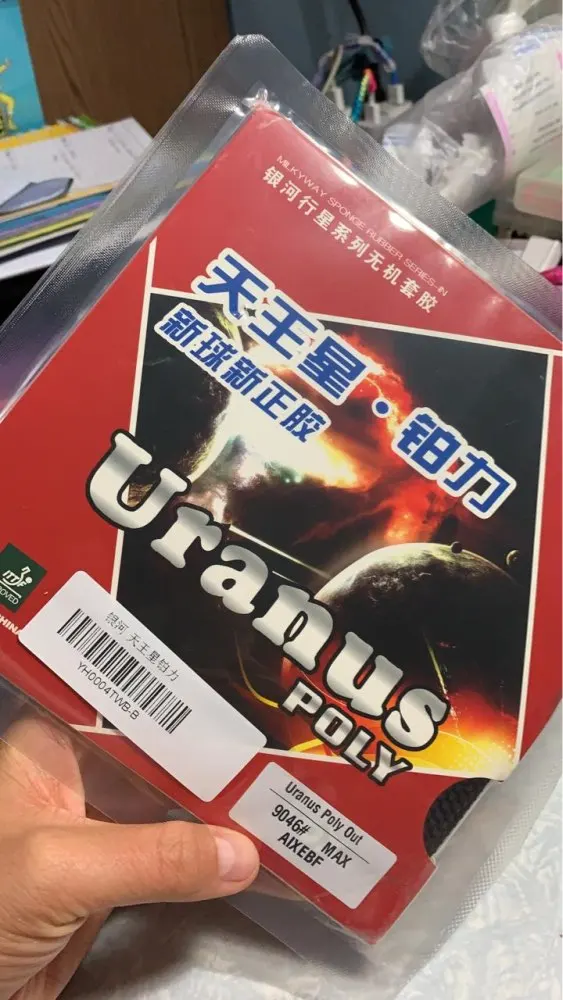 MILKYWAY SPONGE RUBBER SERIES-IN
银河行星系列无机套胶
天王星·铂力
新球新正胶
Uranus
POLY
ITTF
银河 天王星铂力
YH0004TWB-B
Uranus Poly Out
9046# MAX
AIXEBF